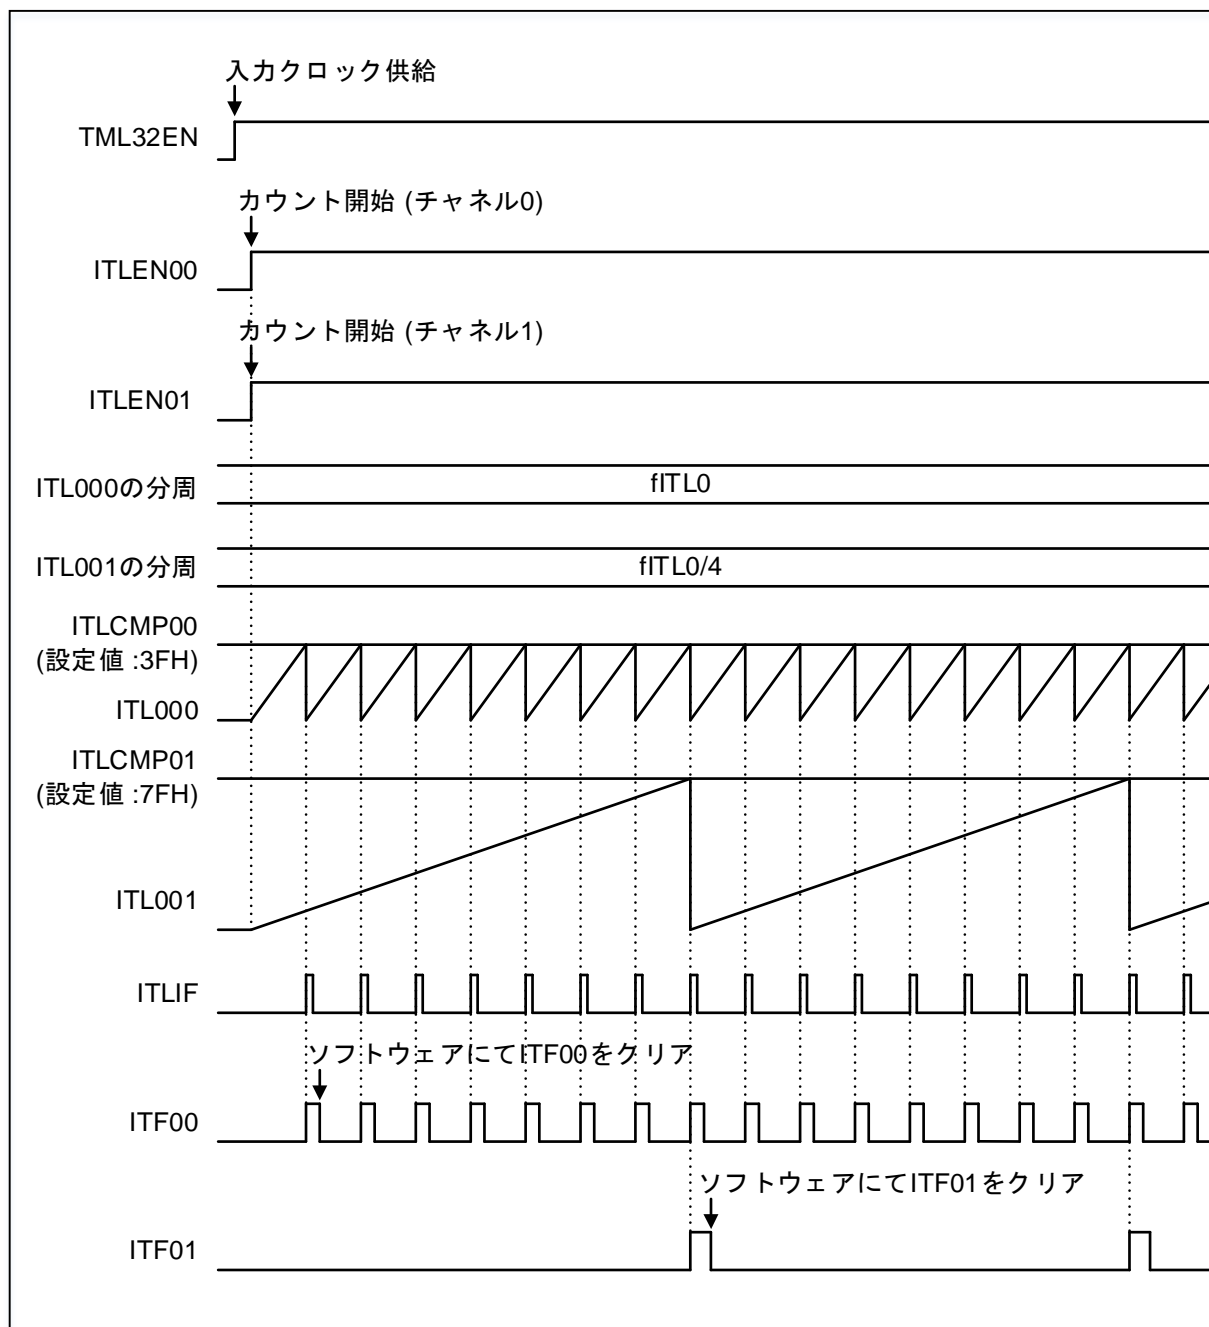 入力クロック供給
TML32EN
カウント開始 (チャネル0)
ITLEN00
カウント開始 (チャネル1)
ITLEN01
ITL000の分周
fITL0
ITL001の分周
fITL0/4
ITLCMP00
(設定値 :3FH)
ITL000
ITLCMP01
(設定値 :7FH)
ITL001
ITLIF
ソフトウェアにてITF00をクリア
ITF00
ソフトウェアにてITF01をクリア
ITF01